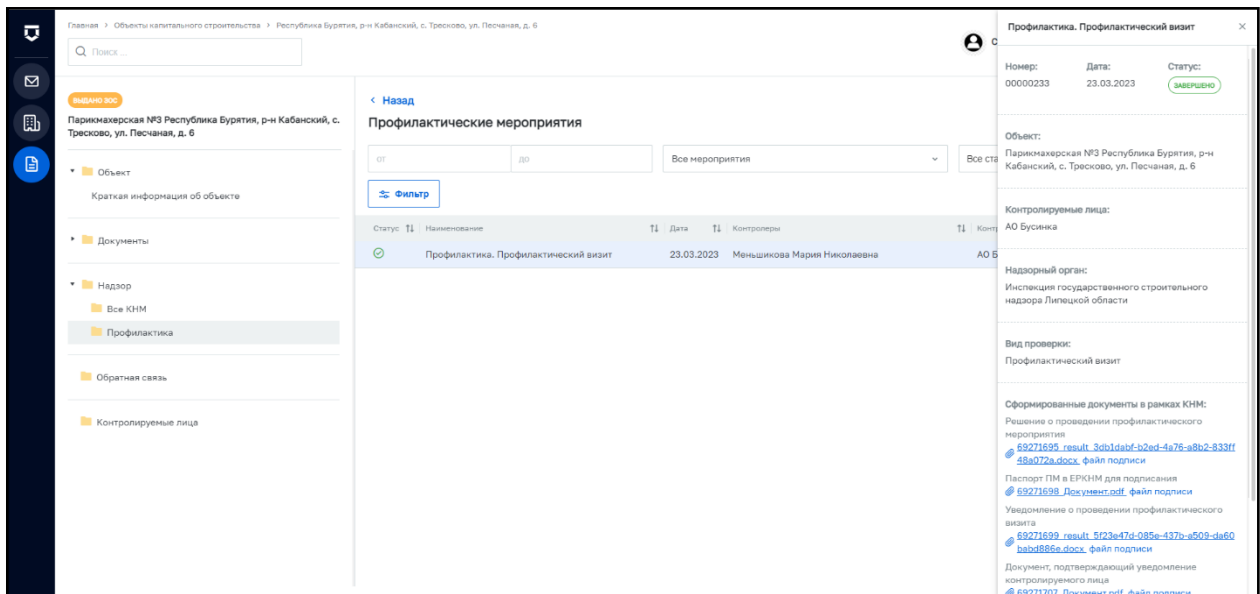 Главная > Объекты капитального строительства > Республика Бурятия, р-н Кабанский, с. Тресково, ул. Песчаная, д. 6
Поиск ...
С
ВЫДАНО ЗОС
Парикмахерская №3 Республика Бурятия, р-н Кабанский, с.
Тресково, ул. Песчаная, д. 6
Объект
Краткая информация об объекте
Документы
Надзор
Все КНМ
Профилактика
Обратная связь
Контролируемые лица
Назад
Профилактические мероприятия
от
до
Все мероприятия
Все ста
Фильтр
Статус
Наименование
Дата
Контролеры
Конт
Профилактика. Профилактический визит
23.03.2023
Меньшикова Мария Николаевна
АО Б
Профилактика. Профилактический визит
Номер:
Дата:
Статус:
00000233
23.03.2023
ЗАВЕРШЕНО
Объект:
Парикмахерская №3 Республика Бурятия, р-н
Кабанский, с. Тресково, ул. Песчаная, д. 6
Контролируемые лица:
АО Бусинка
Надзорный орган:
Инспекция государственного строительного
надзора Липецкой области
Вид проверки:
Профилактический визит
Сформированные документы в рамках КНМ:
Решение о проведении профилактического
мероприятия
69271695_result_3db1dabf-b2ed-4a76-a8b2-833ff
48a072a.docx файл подписи
Паспорт ПМ в ЕРКНМ для подписания
69271698_Документ.pdf файл подписи
Уведомление о проведении профилактического
визита
69271699_result_5f23e47d-085e-437b-a509-da60
babd886e.docx файл подписи
Документ, подтверждающий уведомление
контролируемого лица
69271707_Документ.pdf файл подписи